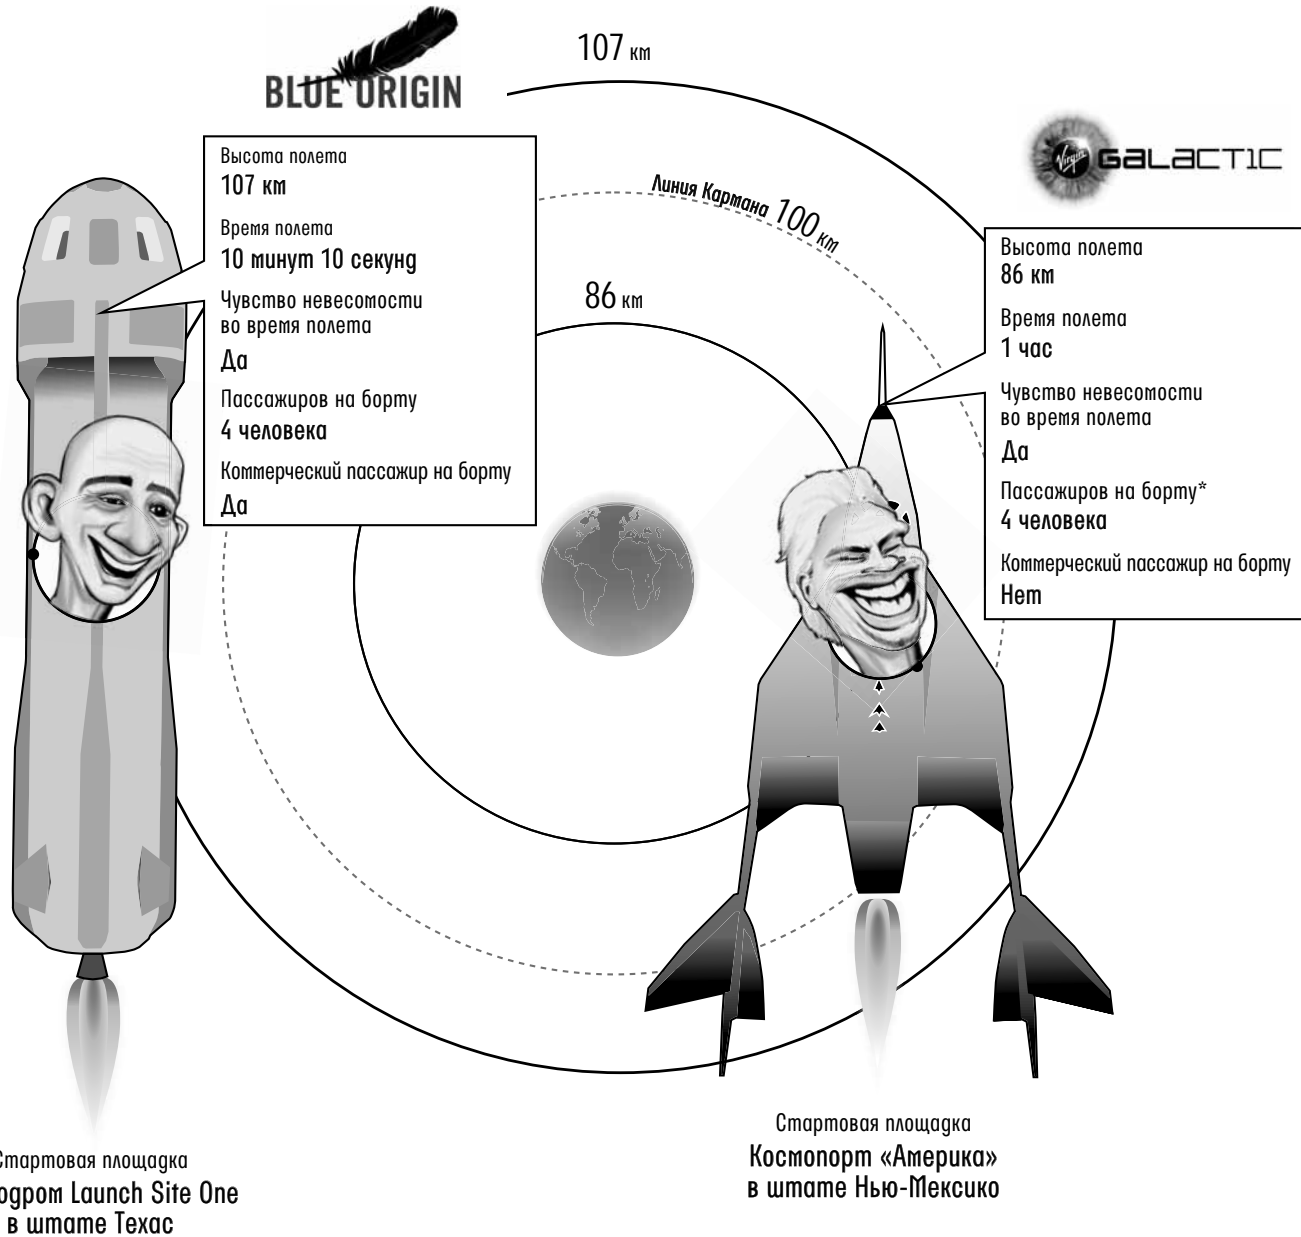 BLUE ORIGIN
107 км
Virgin GALACTIC
Высота полета
107 км
Время полета
10 минут 10 секунд
Чувство невесомости
во время полета
Да
Пассажиров на борту
4 человека
Коммерческий пассажир на борту
Да
Линия Кармана 100 км
86 км
Высота полета
86 км
Время полета
1 час
Чувство невесомости
во время полета
Да
Пассажиров на борту*
4 человека
Коммерческий пассажир на борту
Нет
Стартовая площадка
Космопорт «Америка»
в штате Нью-Мексико
Стартовая площадка
Launch Site One
в штате Техас